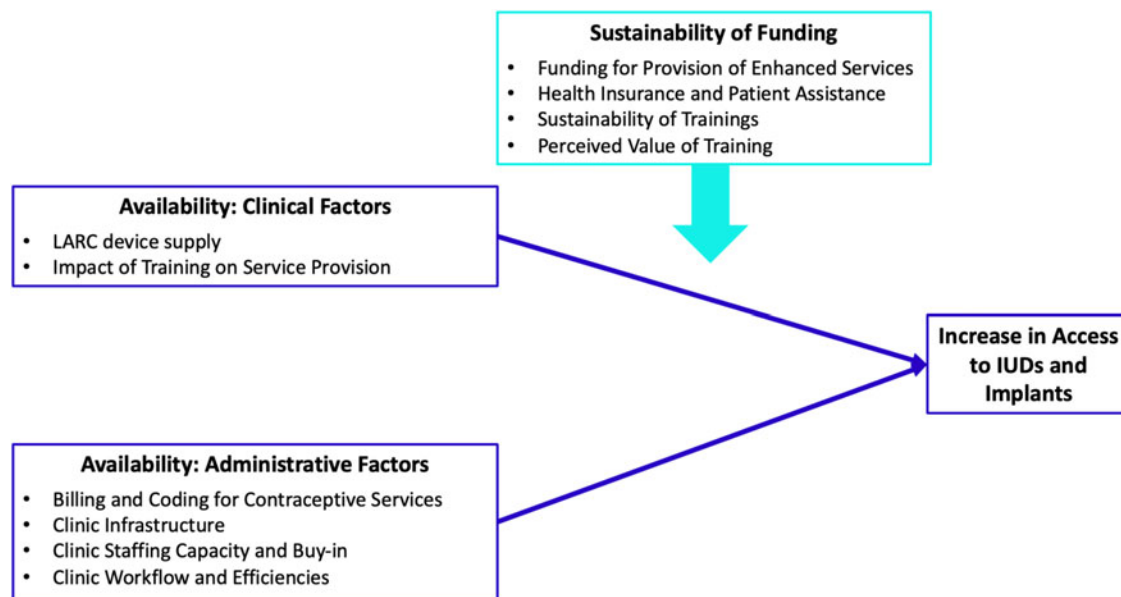 Sustainability of Funding
• Funding for Provision of Enhanced Services
• Health Insurance and Patient Assistance
• Sustainability of Trainings
• Perceived Value of Training
Availability: Clinical Factors
• LARC device supply
• Impact of Training on Service Provision
Increase in Access
to IUDs and
Implants
Availability: Administrative Factors
• Billing and Coding for Contraceptive Services
• Clinic Infrastructure
• Clinic Staffing Capacity and Buy-in
• Clinic Workflow and Efficiencies